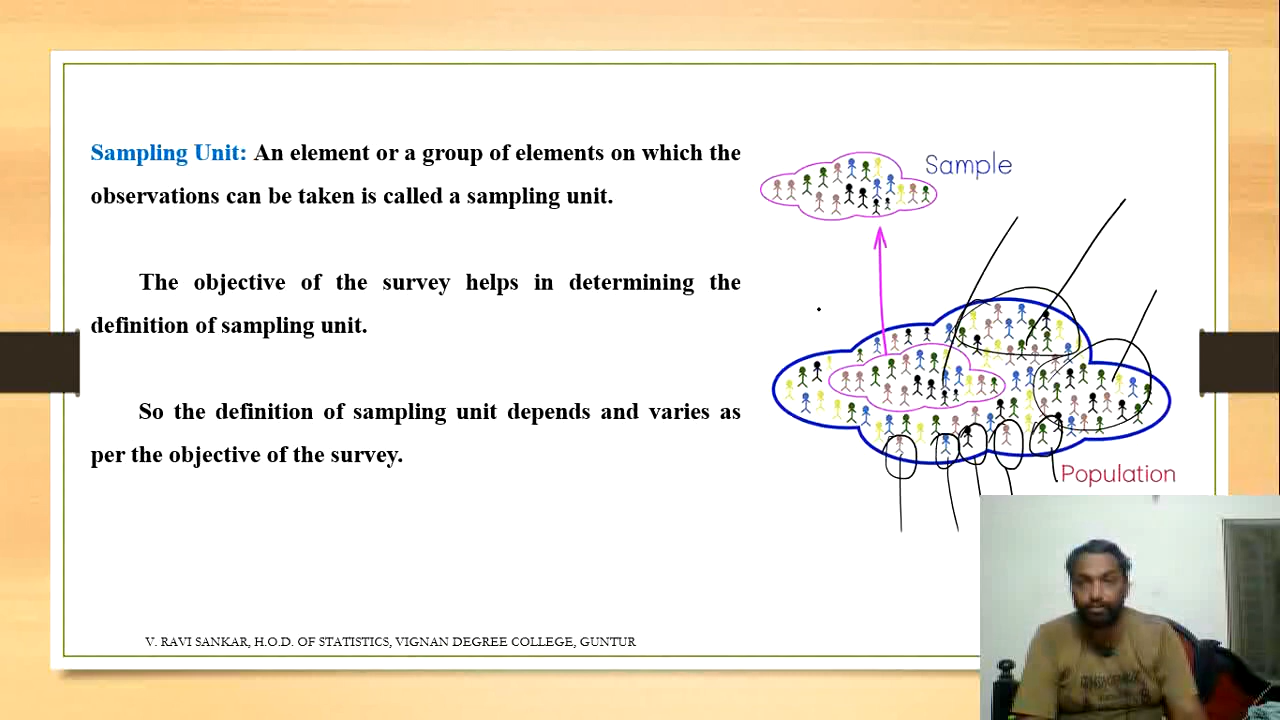 Sampling Unit: An element or a group of elements on which the
observations can be taken is called a sampling unit.
The objective of the survey helps in determining the
definition of sampling unit.
So the definition of sampling unit depends and varies as
per the objective of the survey.
Sample
Population
V. RAVI SANKAR, H.O.D. OF STATISTICS, VIGNAN DEGREE COLLEGE, GUNTUR